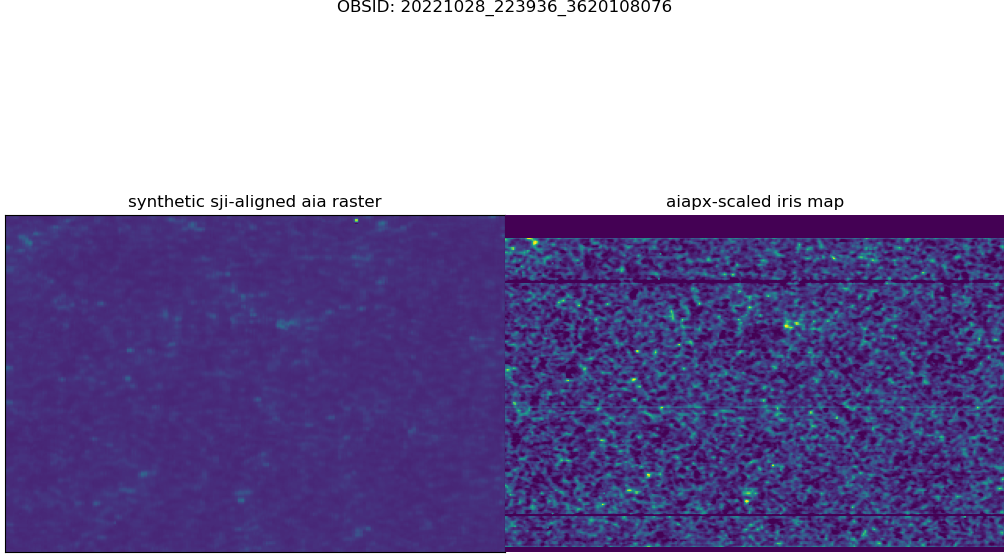 OBSID: 20221028_223936_3620108076
synthetic sji-aligned aia raster
aiapx-scaled iris map